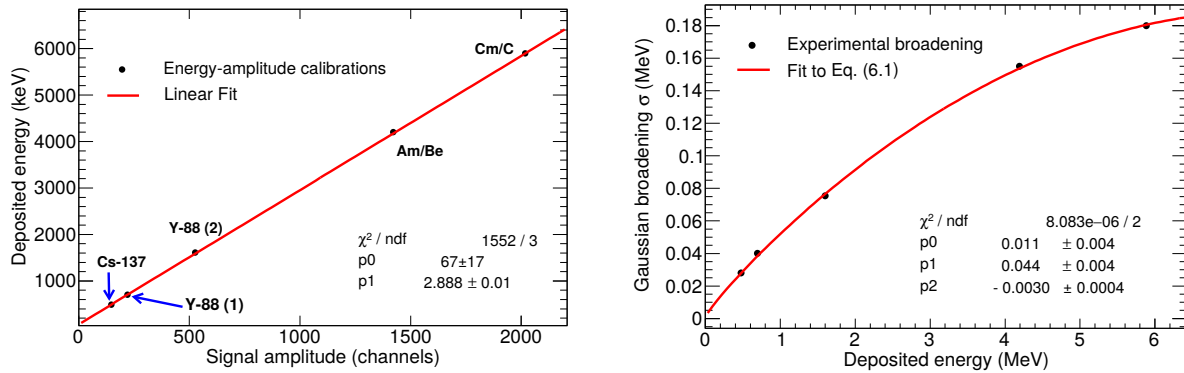 Deposited energy (keV)
6000
5000
4000
3000
2000
1000
Energy-amplitude calibrations
Linear Fit
Cm/C
Am/Be
Y-88 (2)
Cs-137
Y-88 (1)
χ² / ndf 1552 / 3
p0 67±17
p1 2.888 ± 0.01
0 500 1000 1500 2000
Signal amplitude (channels)
Gaussian broadening σ (MeV)
0.18
0.16
0.14
0.12
0.1
0.08
0.06
0.04
0.02
0
Experimental broadening
Fit to Eq. (6.1)
χ² / ndf 8.083e–06 / 2
p0 0.011 ± 0.004
p1 0.044 ± 0.004
p2 - 0.0030 ± 0.0004
0 1 2 3 4 5 6
Deposited energy (MeV)